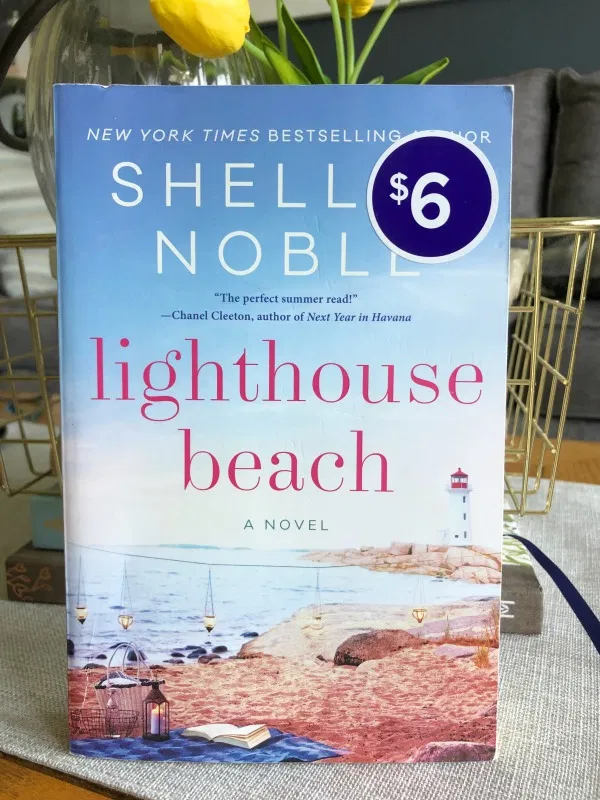 NEW YORK TIMES BESTSELLING
SHELL
NOBLE
$6
"The perfect summer read!"
—Chanel Cleeton, author of Next Year in Havana
lighthouse
beach
A NOVEL